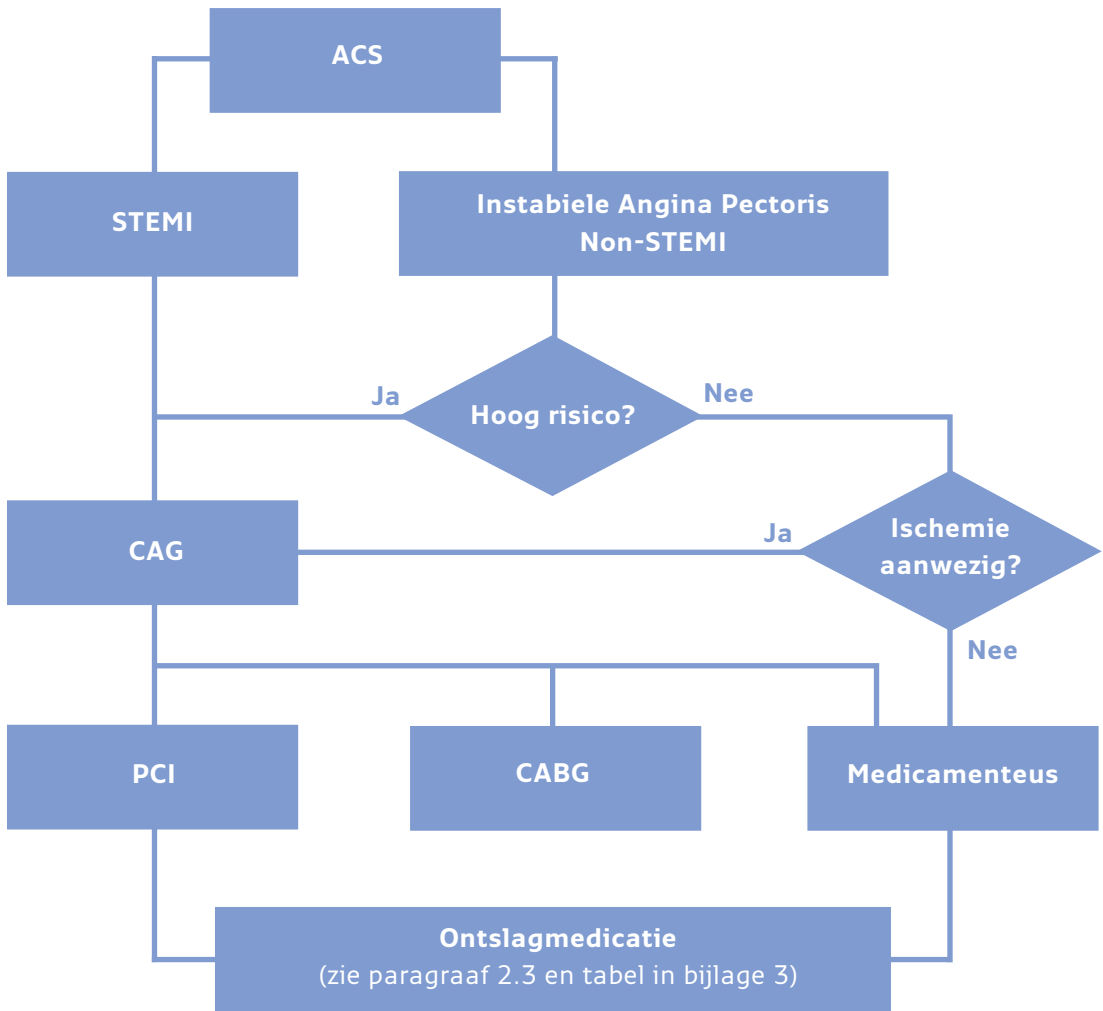 ACS
STEMI
Instabiele Angina Pectoris
Non-STEMI
Ja
Hoog risico?
Nee
CAG
Ja
Ischemie
aanwezig?
Nee
PCI
CABG
Medicamenteus
Ontslagmedicatie
(zie paragraaf 2.3 en tabel in bijlage 3)